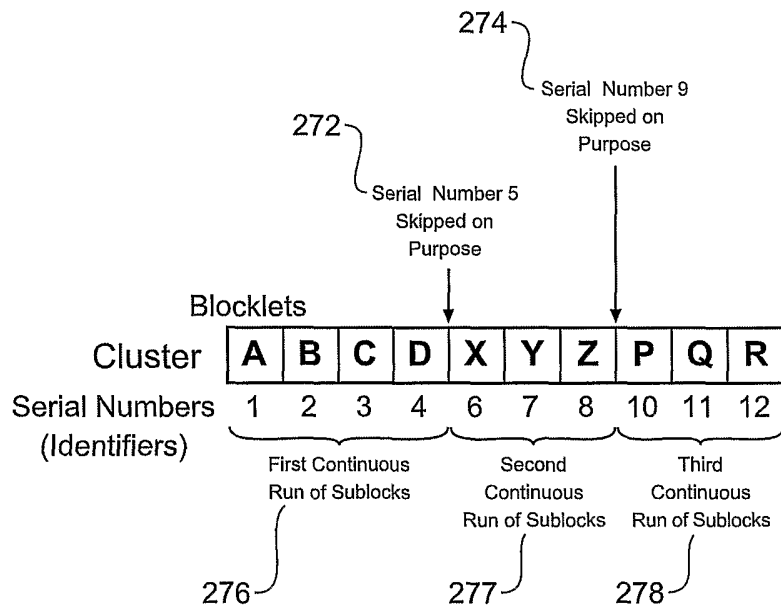 274
Serial Number 9
Skipped on
Purpose
272
Serial Number 5
Skipped on
Purpose
Blocklets
Cluster A B C D X Y Z P Q R
Serial Numbers 1 2 3 4 6 7 8 10 11 12
(Identifiers)
First Continuous
Run of Sublocks
Second
Continuous
Run of Sublocks
Third
Continuous
Run of Sublocks
276
277
278